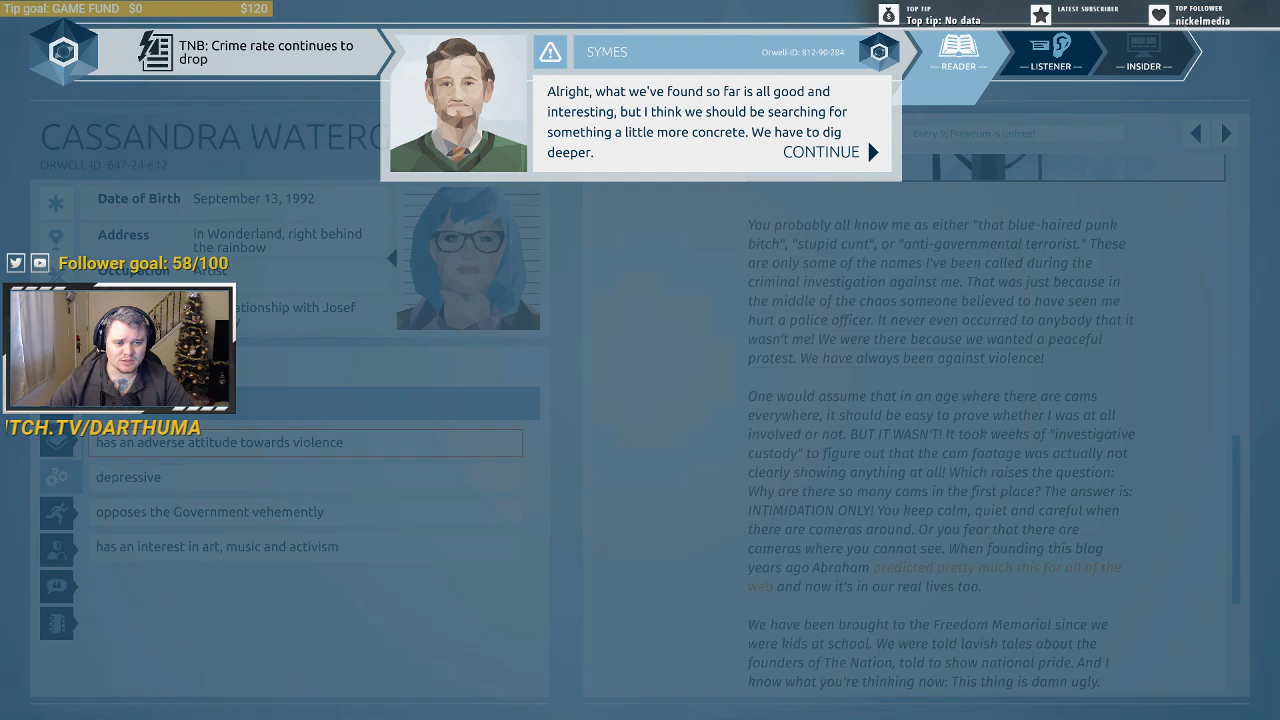 Tip goal: GAME FUND $0 $120
TOP TIP
Top tip: No data
LATEST SUBSCRIBER
TOP FOLLOWER
nickelmedia
TNB: Crime rate continues to
drop
SYMES
Orwell-ID: 812-90-284
Alright, what we've found so far is all good and
interesting, but I think we should be searching for
something a little more concrete. We have to dig
deeper.
CONTINUE
READER
LISTENER
INSIDER
CASSANDRA WATERG
ORWELL-ID: 647-24-612
Entry 9: Freedom is unfree!
Date of Birth September 13, 1992
Address in Wonderland, right behind
the rainbow
Occupation Artist
ationship with Josef
Follower goal: 58/100
ITCH.TV/DARTHUMA
has an adverse attitude towards violence
depressive
opposes the Government vehemently
has an interest in art, music and activism
You probably all know me as either "that blue-haired punk
bitch", "stupid cunt", or "anti-governmental terrorist." These
are only some of the names I've been called during the
criminal investigation against me. That was just because in
the middle of the chaos someone believed to have seen me
hurt a police officer. It never even occurred to anybody that it
wasn't me! We were there because we wanted a peaceful
protest. We have always been against violence!
One would assume that in an age where there are cams
everywhere, it should be easy to prove whether I was at all
involved or not. BUT IT WASN'T! It took weeks of "investigative
custody" to figure out that the cam footage was actually not
clearly showing anything at all! Which raises the question:
Why are there so many cams in the first place? The answer is:
INTIMIDATION ONLY! You keep calm, quiet and careful when
there are cameras around. Or you fear that there are
cameras where you cannot see. When founding this blog
years ago Abraham predicted pretty much this for all of the
web and now it's in our real lives too.
We have been brought to the Freedom Memorial since we
were kids at school. We were told lavish tales about the
founders of The Nation, told to show national pride. And I
know what you're thinking now: This thing is damn ugly.